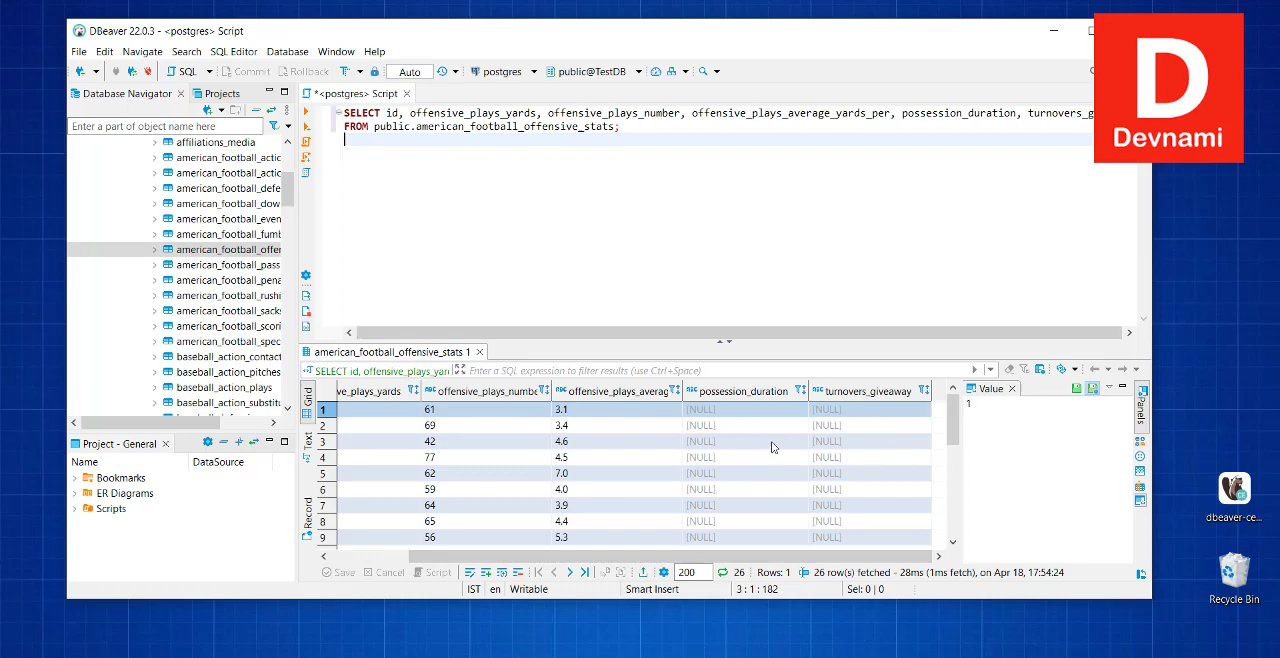 DBeaver 22.0.3 - <postgres> Script
File Edit Navigate Search SQL Editor Database Window Help
SQL Commit Rollback Auto postgres public@TestDB
D
Devnami
Database Navigator Projects
*<postgres> Script
Enter a part of object name here
SELECT id, offensive_plays_yards, offensive_plays_number, offensive_plays_average_yards_per, possession_duration, turnovers_g
FROM public.american_football_offensive_stats;
affiliations_media
american_football_actio
american_football_actio
american_football_defe
american_football_dow
american_football_even
american_football_fumb
american_football_offer
american_football_pass
american_football_pena
american_football_rushi
american_football_sacks
american_football_scori
american_football_spec
baseball_action_contact
baseball_action_pitches
baseball_action_plays
baseball_action_substitu
american_football_offensive_stats 1
SELECT id, offensive_plays_yar Enter a SQL expression to filter results (use Ctrl+Space)
Grid
Text
Record
ve_plays_yards offensive_plays_numbe offensive_plays_averag possession_duration turnovers_giveaway
1 61 3.1 [NULL] [NULL]
2 69 3.4 [NULL] [NULL]
3 42 4.6 [NULL] [NULL]
4 77 4.5 [NULL] [NULL]
5 62 7.0 [NULL] [NULL]
6 59 4.0 [NULL] [NULL]
7 64 3.9 [NULL] [NULL]
8 65 4.4 [NULL] [NULL]
9 56 5.3 [NULL] [NULL]
Value
1
Panels
Project - General
Name DataSource
Bookmarks
ER Diagrams
Scripts
Save Cancel Script 200 26 Rows: 1 26 row(s) fetched - 28ms (1ms fetch), on Apr 18, 17:54:24
IST en Writable Smart Insert 3 : 1 : 182 Sel: 0 | 0
dbeaver-ce...
Recycle Bin